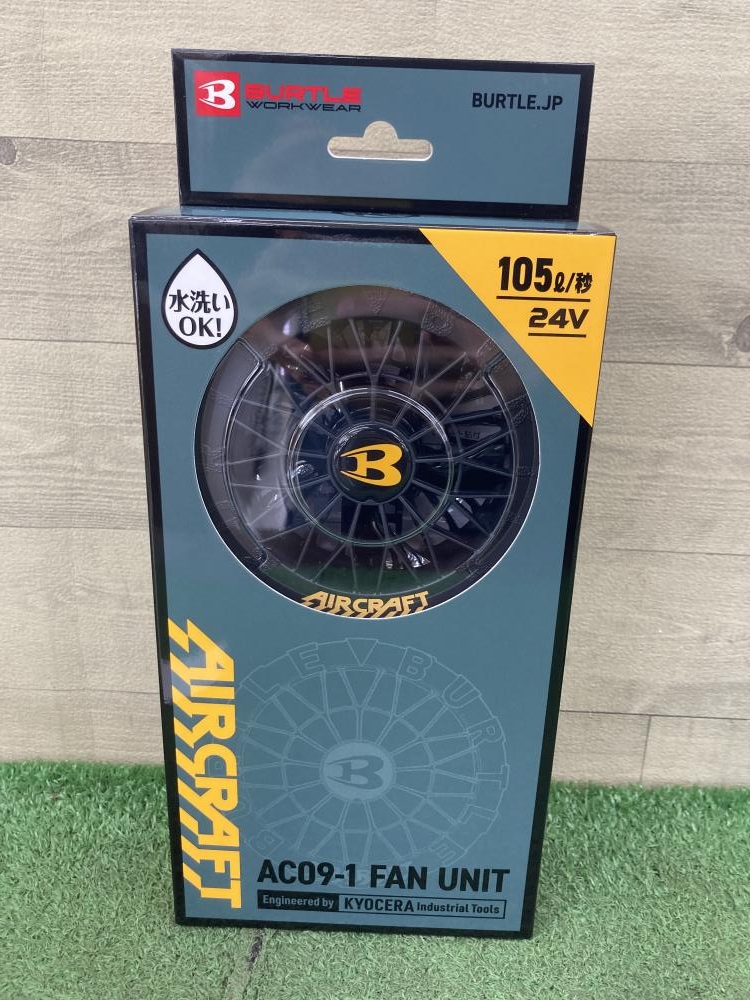 BURTLE
WORKWEAR
BURTLE.JP
水洗い
OK!
105ℓ/秒
24V
B
AIRCRAFT
AIRCRAFT
BURTLE
B
AC09-1 FAN UNIT
Engineered by KYOCERA Industrial Tools